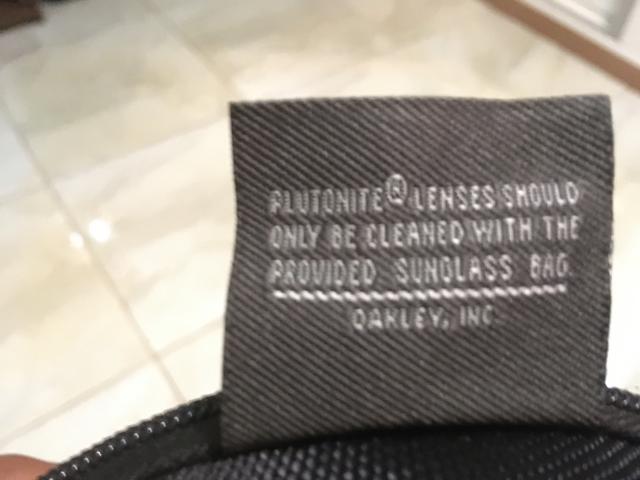 PLUTONITE® LENSES SHOULD
ONLY BE CLEANED WITH THE
PROVIDED SUNGLASS BAG.
OAKLEY, INC.